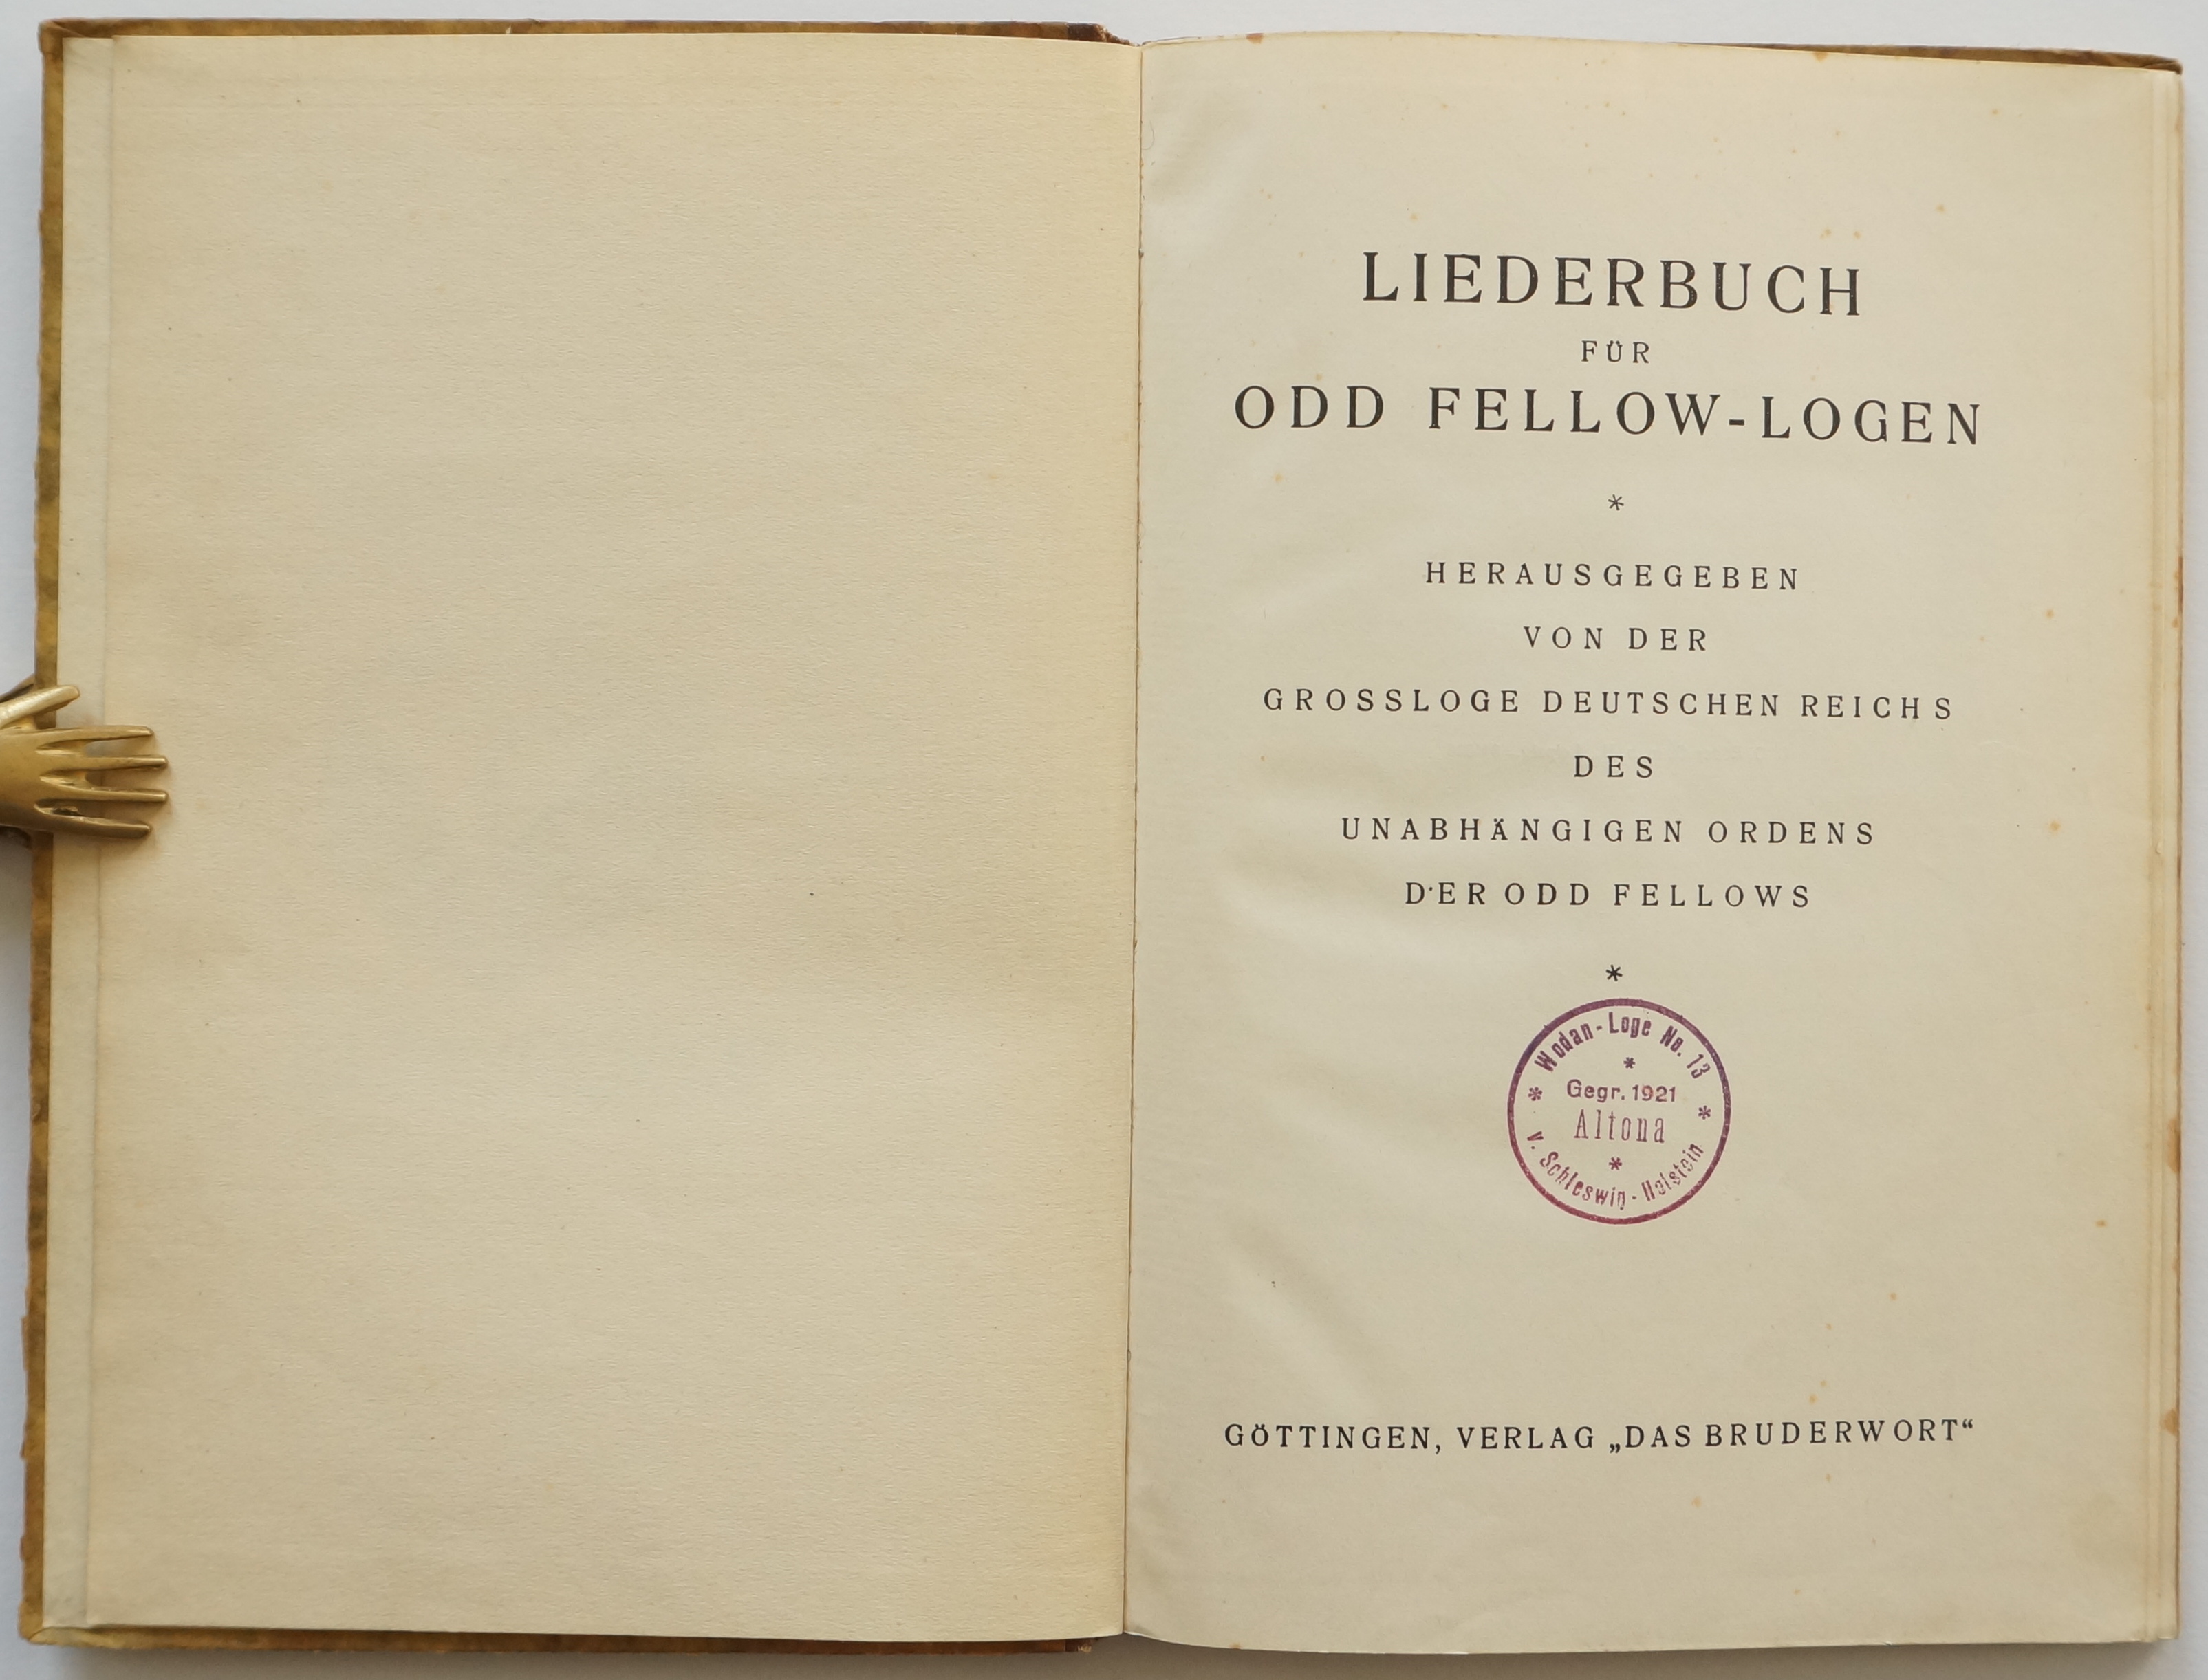 LIEDERBUCH
FÜR
ODD FELLOW-LOGEN
*
HERAUSGEGEBEN
VON DER
GROSSLOGE DEUTSCHEN REICHS
DES
UNABHÄNGIGEN ORDENS
DER ODD FELLOWS
*
Wodan-Loge No. 13
*
Gegr. 1921
* Altona *
*
v. Schleswig-Holstein
GÖTTINGEN, VERLAG „DAS BRUDERWORT“